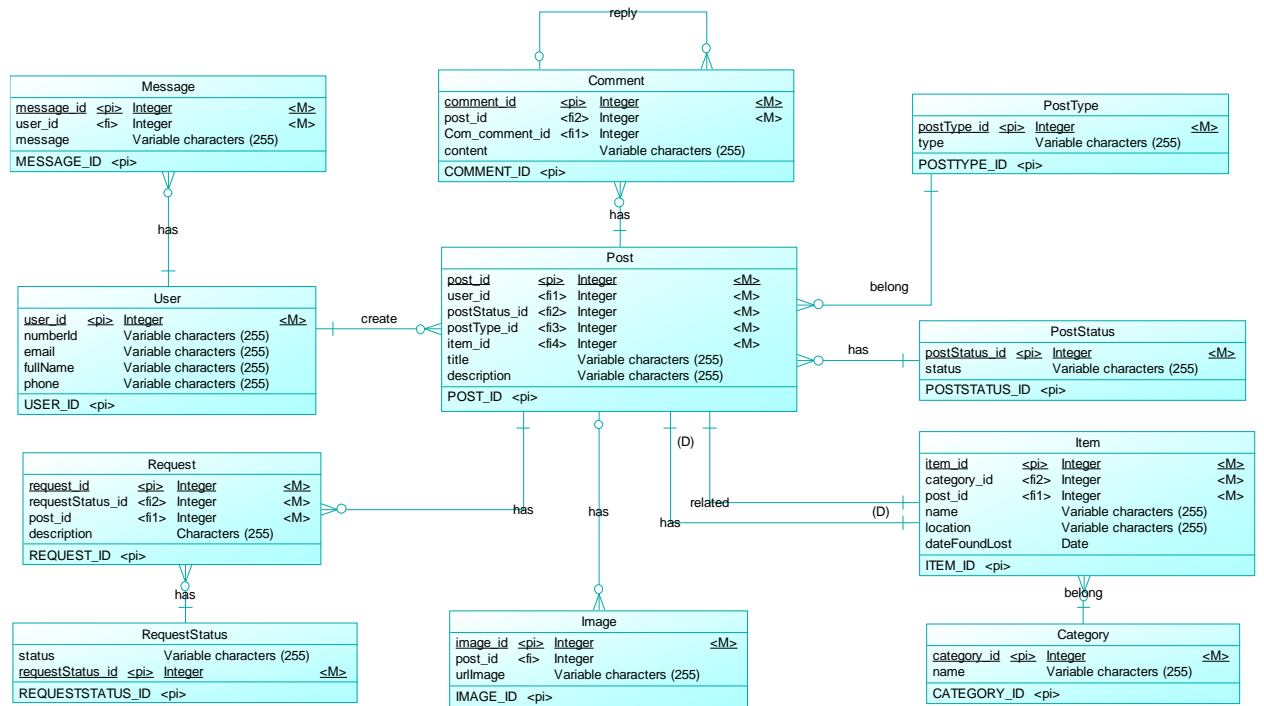 reply
Message
message_id <pi> Integer <M>
user_id <fi> Integer <M>
message Variable characters (255)
MESSAGE_ID <pi>
Comment
comment_id <pi> Integer <M>
post_id <fi2> Integer <M>
Com_comment_id <fi1> Integer
content Variable characters (255)
COMMENT_ID <pi>
PostType
postType_id <pi> Integer <M>
type Variable characters (255)
POSTTYPE_ID <pi>
has
has
belong
User
user_id <pi> Integer <M>
numberId Variable characters (255)
email Variable characters (255)
fullName Variable characters (255)
phone Variable characters (255)
USER_ID <pi>
create
Post
post_id <pi> Integer <M>
user_id <fi1> Integer <M>
postStatus_id <fi2> Integer <M>
postType_id <fi3> Integer <M>
item_id <fi4> Integer <M>
title Variable characters (255)
description Variable characters (255)
POST_ID <pi>
has
PostStatus
postStatus_id <pi> Integer <M>
status Variable characters (255)
POSTSTATUS_ID <pi>
(D)
related
(D)
has
has
has
Request
request_id <pi> Integer <M>
requestStatus_id <fi2> Integer <M>
post_id <fi1> Integer <M>
description Characters (255)
REQUEST_ID <pi>
Item
item_id <pi> Integer <M>
category_id <fi2> Integer <M>
post_id <fi1> Integer <M>
name Variable characters (255)
location Variable characters (255)
dateFoundLost Date
ITEM_ID <pi>
has
belong
RequestStatus
status Variable characters (255)
requestStatus_id <pi> Integer <M>
REQUESTSTATUS_ID <pi>
Image
image_id <pi> Integer <M>
post_id <fi> Integer
urlImage Variable characters (255)
IMAGE_ID <pi>
Category
category_id <pi> Integer <M>
name Variable characters (255)
CATEGORY_ID <pi>